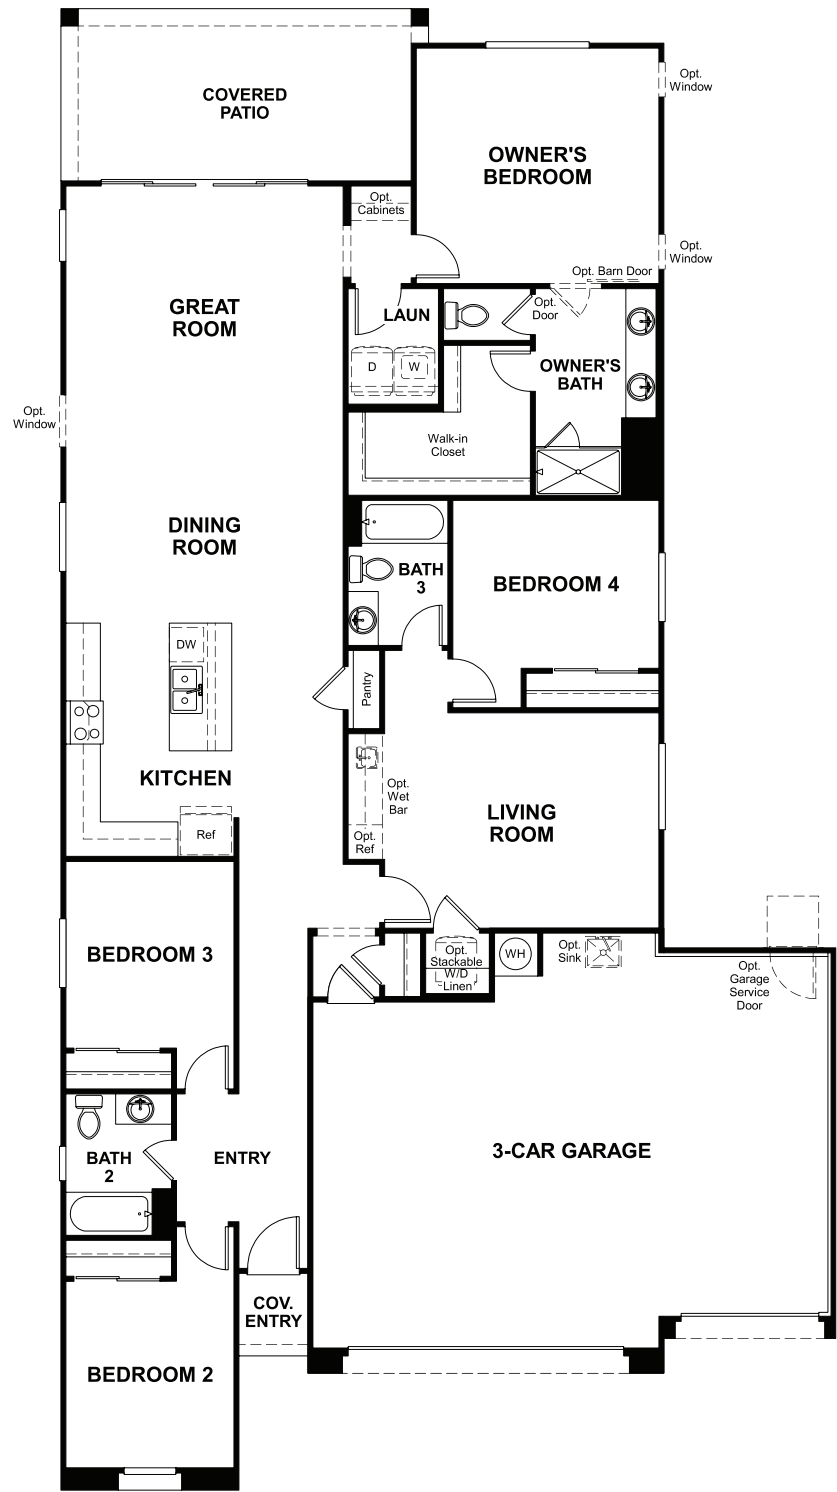 COVERED
PATIO
OWNER'S
BEDROOM
Opt.
Window
Opt.
Cabinets
Opt.
Window
Opt. Barn Door
GREAT
ROOM
LAUN
Opt.
Door
D
W
OWNER'S
BATH
Opt.
Window
Walk-in
Closet
DINING
ROOM
BATH
3
BEDROOM 4
DW
Pantry
KITCHEN
Opt.
Wet
Bar
LIVING
ROOM
Ref
Opt.
Ref
BEDROOM 3
Opt.
Stackable
W/D
Linen
WH
Opt.
Sink
Opt.
Garage
Service
Door
BATH
2
ENTRY
3-CAR GARAGE
COV.
ENTRY
BEDROOM 2